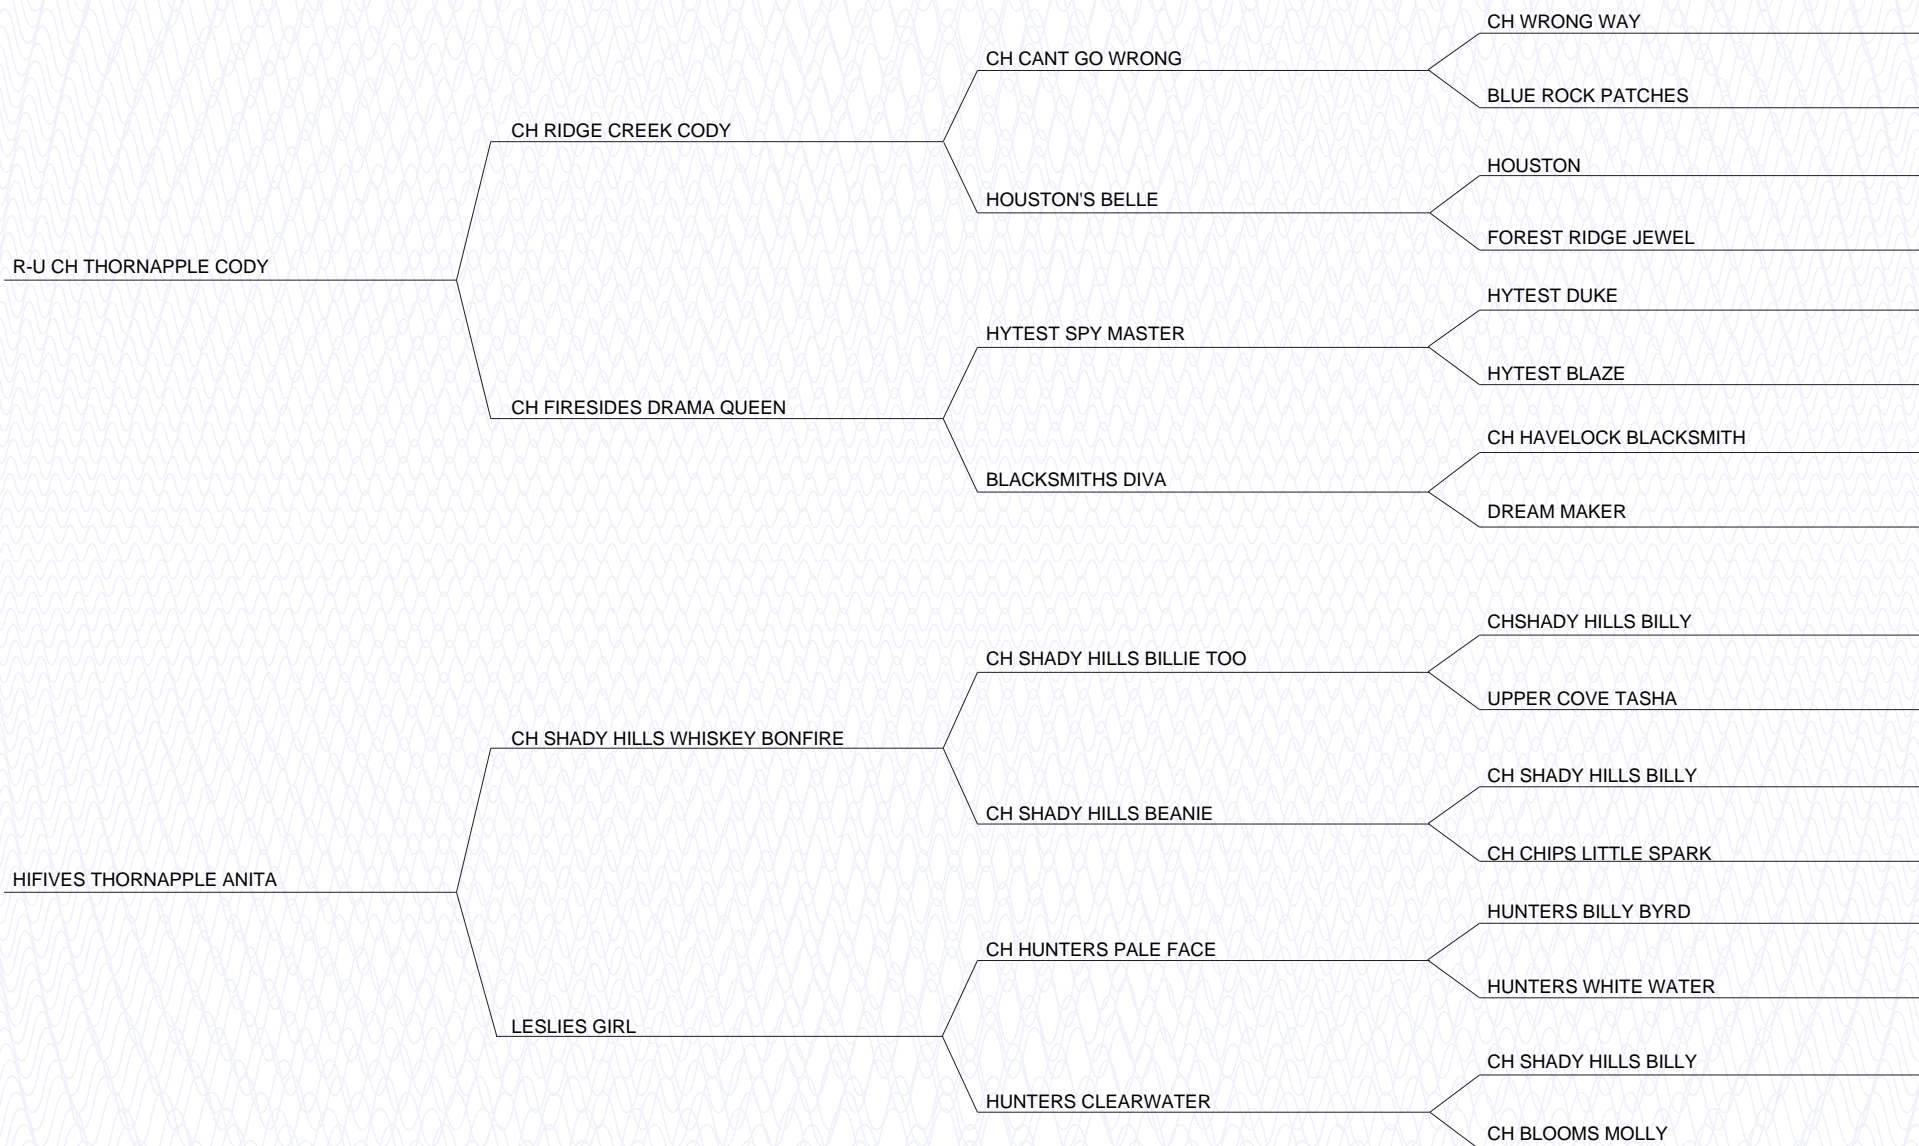 CH WRONG WAY
CH CANT GO WRONG
BLUE ROCK PATCHES
CH RIDGE CREEK CODY
HOUSTON
HOUSTON'S BELLE
FOREST RIDGE JEWEL
R-U CH THORNAPPLE CODY
HYTEST DUKE
HYTEST SPY MASTER
HYTEST BLAZE
CH FIRESIDES DRAMA QUEEN
CH HAVELOCK BLACKSMITH
BLACKSMITHS DIVA
DREAM MAKER
CHSHADY HILLS BILLY
CH SHADY HILLS BILLIE TOO
UPPER COVE TASHA
CH SHADY HILLS WHISKEY BONFIRE
CH SHADY HILLS BILLY
CH SHADY HILLS BEANIE
CH CHIPS LITTLE SPARK
HIFIVES THORNAPPLE ANITA
HUNTERS BILLY BYRD
CH HUNTERS PALE FACE
HUNTERS WHITE WATER
LESLIES GIRL
CH SHADY HILLS BILLY
HUNTERS CLEARWATER
CH BLOOMS MOLLY